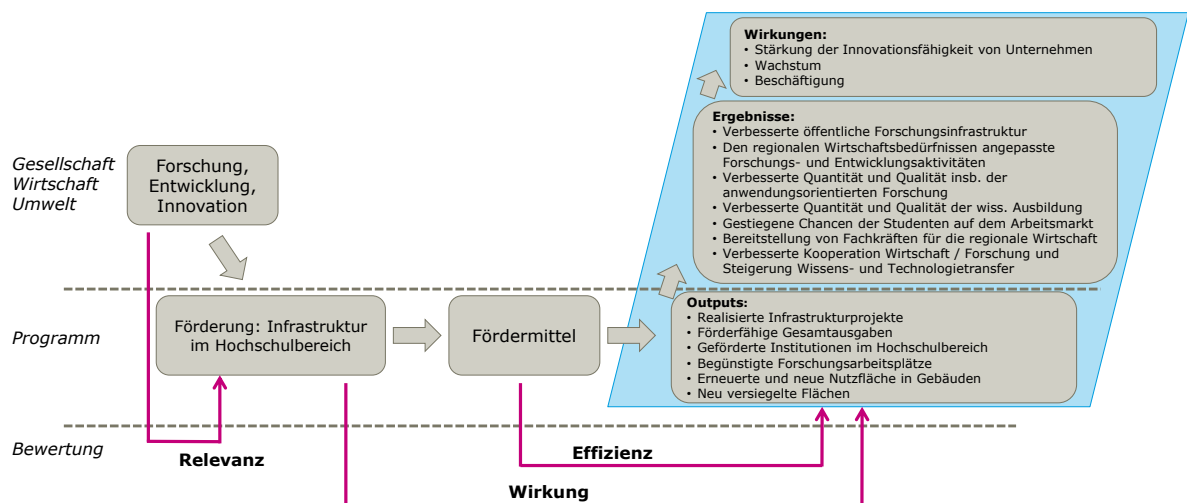 Wirkungen:
• Stärkung der Innovationsfähigkeit von Unternehmen
• Wachstum
• Beschäftigung
Ergebnisse:
• Verbesserte öffentliche Forschungsinfrastruktur
• Den regionalen Wirtschaftsbedürfnissen angepasste
Forschungs- und Entwicklungsaktivitäten
• Verbesserte Quantität und Qualität insb. der
anwendungsorientierten Forschung
• Verbesserte Quantität und Qualität der wiss. Ausbildung
• Gestiegene Chancen der Studenten auf dem Arbeitsmarkt
• Bereitstellung von Fachkräften für die regionale Wirtschaft
• Verbesserte Kooperation Wirtschaft / Forschung und
Steigerung Wissens- und Technologietransfer
Gesellschaft
Wirtschaft
Umwelt
Forschung,
Entwicklung,
Innovation
Programm
Förderung: Infrastruktur
im Hochschulbereich
Fördermittel
Outputs:
• Realisierte Infrastrukturprojekte
• Förderfähige Gesamtausgaben
• Geförderte Institutionen im Hochschulbereich
• Begünstigte Forschungsarbeitsplätze
• Erneuerte und neue Nutzfläche in Gebäuden
• Neu versiegelte Flächen
Bewertung
Relevanz
Effizienz
Wirkung